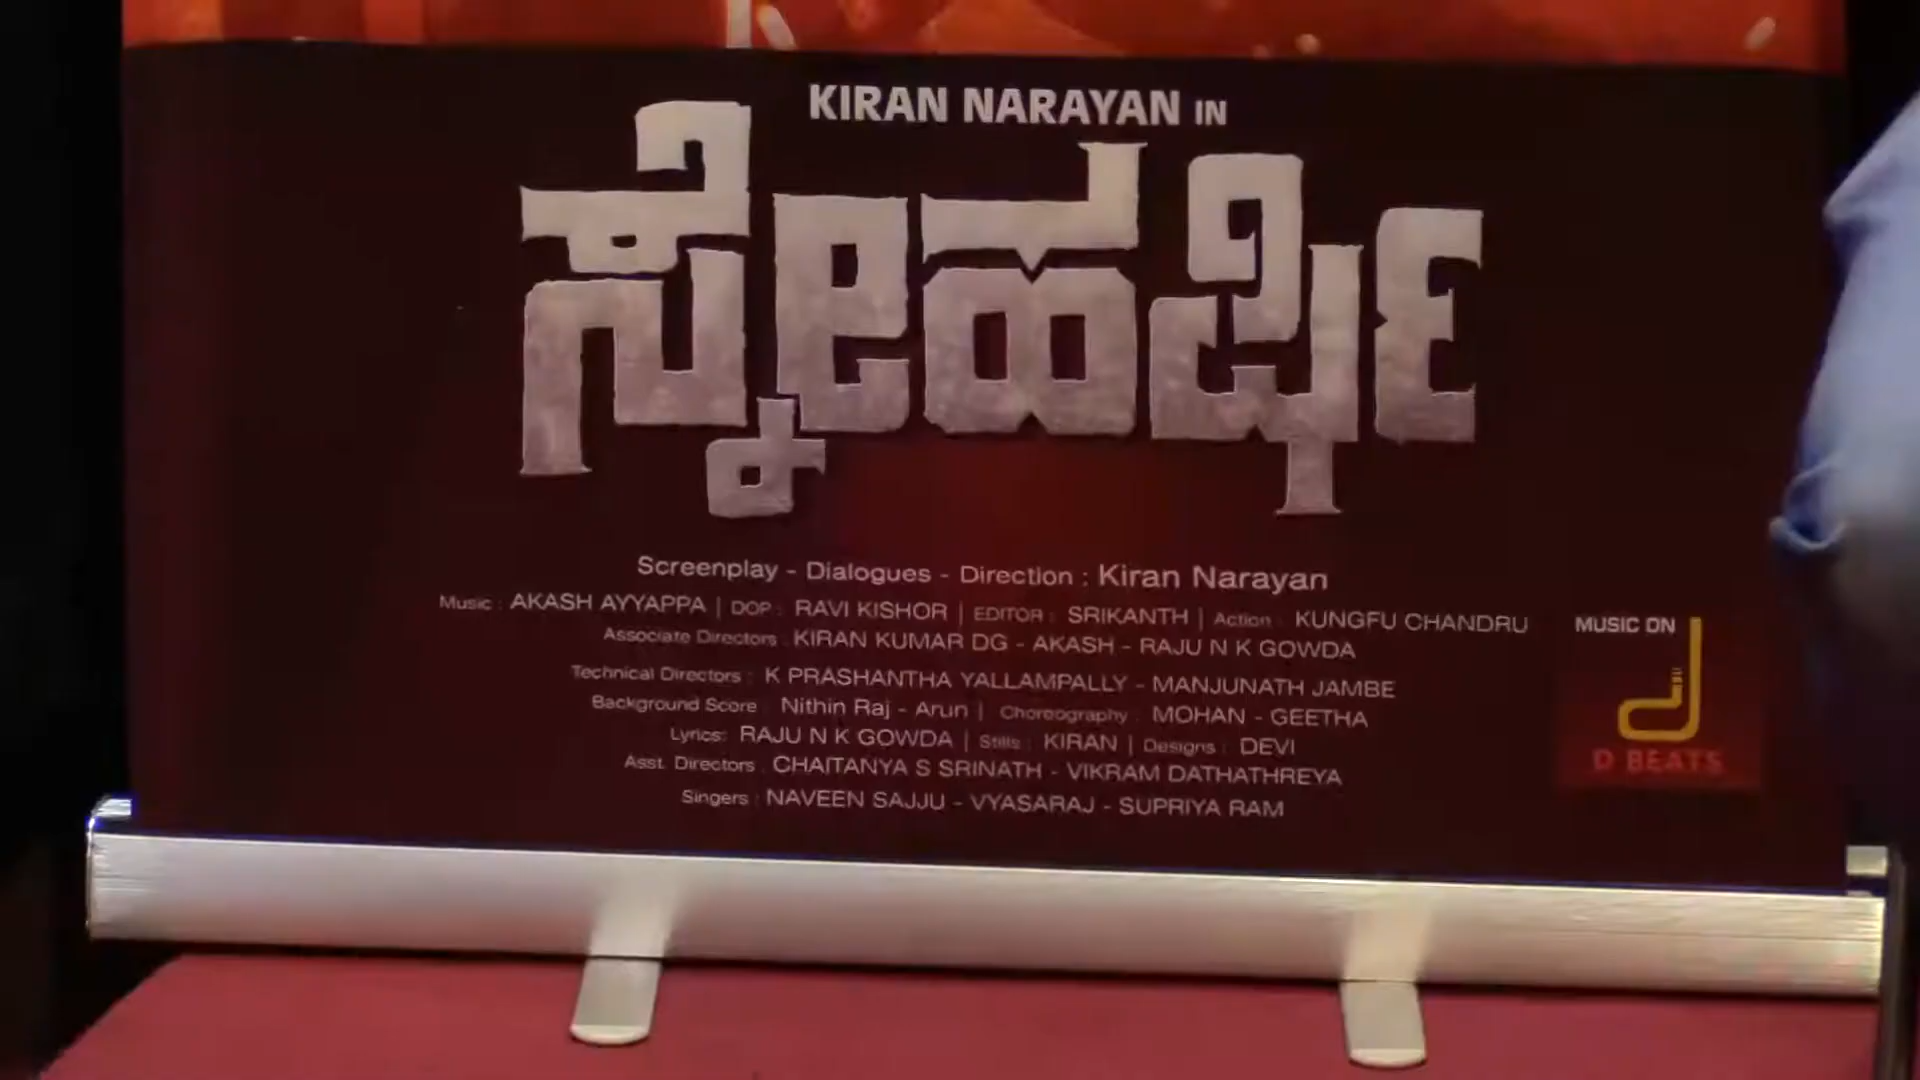 KIRAN NARAYAN IN
ಸ್ನೇಹರ್ಷಿ
Screenplay - Dialogues - Direction : Kiran Narayan
Music : AKASH AYYAPPA | DOP : RAVI KISHOR | EDITOR : SRIKANTH | Action : KUNGFU CHANDRU
Associate Directors : KIRAN KUMAR DG - AKASH - RAJU N K GOWDA
Technical Directors : K PRASHANTHA YALLAMPALLY - MANJUNATH JAMBE
Background Score : Nithin Raj - Arun | Choreography : MOHAN - GEETHA
Lyrics: RAJU N K GOWDA | Stills : KIRAN | Designs : DEVI
Asst. Directors : CHAITANYA S SRINATH - VIKRAM DATHATHREYA
Singers : NAVEEN SAJJU - VYASARAJ - SUPRIYA RAM
MUSIC ON
D BEATS